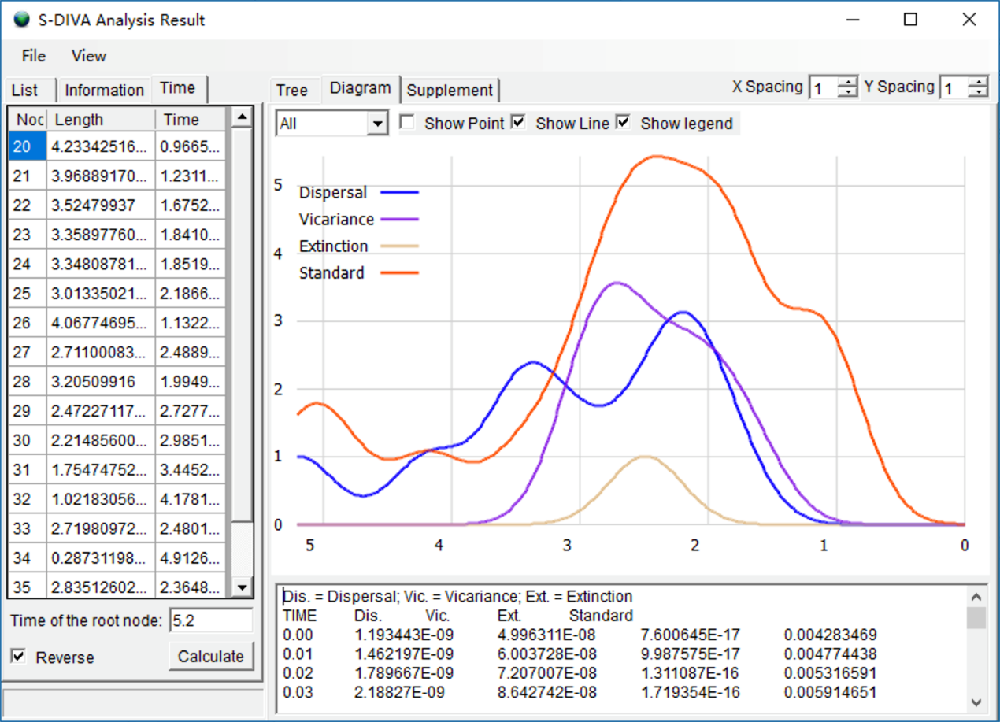 S-DIVA Analysis Result
File View
List Information Time
Noc Length Time
20 4.23342516... 0.9665...
21 3.96889170... 1.2311...
22 3.52479937 1.6752...
23 3.35897760... 1.8410...
24 3.34808781... 1.8519...
25 3.01335021... 2.1866...
26 4.06774695... 1.1322...
27 2.71100083... 2.4889...
28 3.20509916 1.9949...
29 2.47227117... 2.7277...
30 2.21485600... 2.9851...
31 1.75474752... 3.4452...
32 1.02183056... 4.1781...
33 2.71980972... 2.4801...
34 0.28731198... 4.9126...
35 2.83512602... 2.3648...
Time of the root node: 5.2
Reverse Calculate
Tree Diagram Supplement X Spacing 1 Y Spacing 1
All Show Point Show Line Show legend
5
4
3
2
1
0
Dispersal
Vicariance
Extinction
Standard
5 4 3 2 1 0
Dis. = Dispersal; Vic. = Vicariance; Ext. = Extinction
TIME Dis. Vic. Ext. Standard
0.00 1.193443E-09 4.996311E-08 7.600645E-17 0.004283469
0.01 1.462197E-09 6.003728E-08 9.987575E-17 0.004774438
0.02 1.789667E-09 7.207007E-08 1.311087E-16 0.005316591
0.03 2.18827E-09 8.642742E-08 1.719354E-16 0.005914651